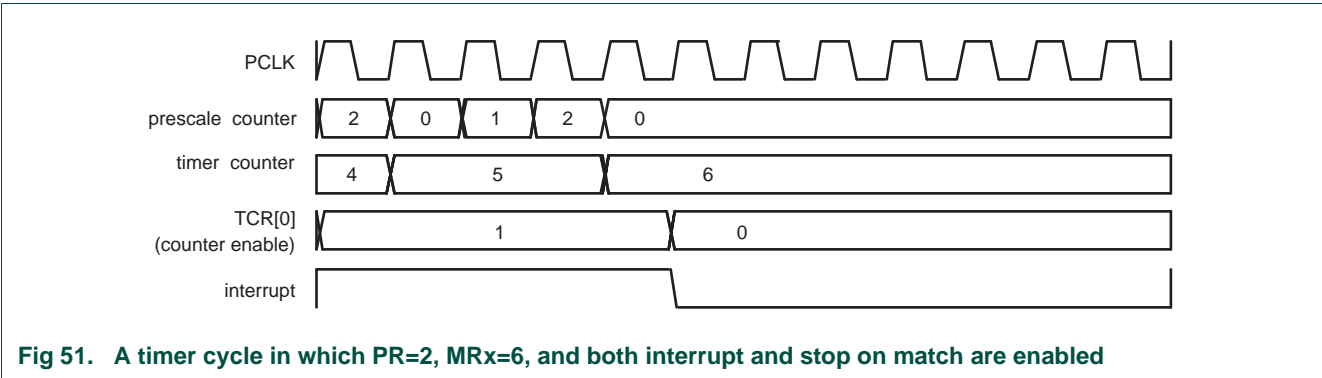 PCLK
prescale counter 2 0 1 2 0
timer counter 4 5 6
TCR[0]
(counter enable) 1 0
interrupt
Fig 51. A timer cycle in which PR=2, MRx=6, and both interrupt and stop on match are enabled